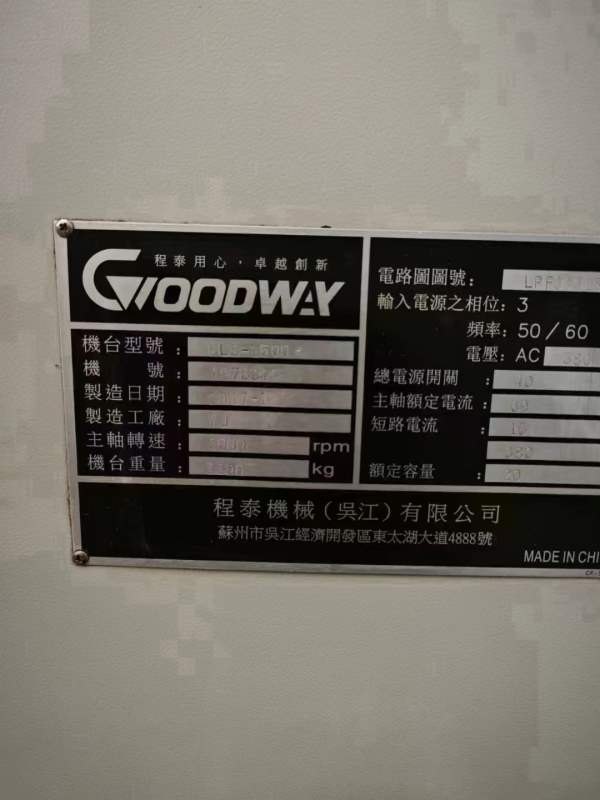 程泰用心，卓越創新
GOODWAY
機台型號：
機　　號：
製造日期：
製造工廠：
主軸轉速： rpm
機台重量： kg
電路圖圖號：
輸入電源之相位: 3
頻率: 50 / 60
電壓: AC 380
總電源開關：
主軸額定電流：
短路電流：
額定容量： 20
程泰機械(吳江)有限公司
蘇州市吳江經濟開發區東太湖大道4888號
MADE IN CHI